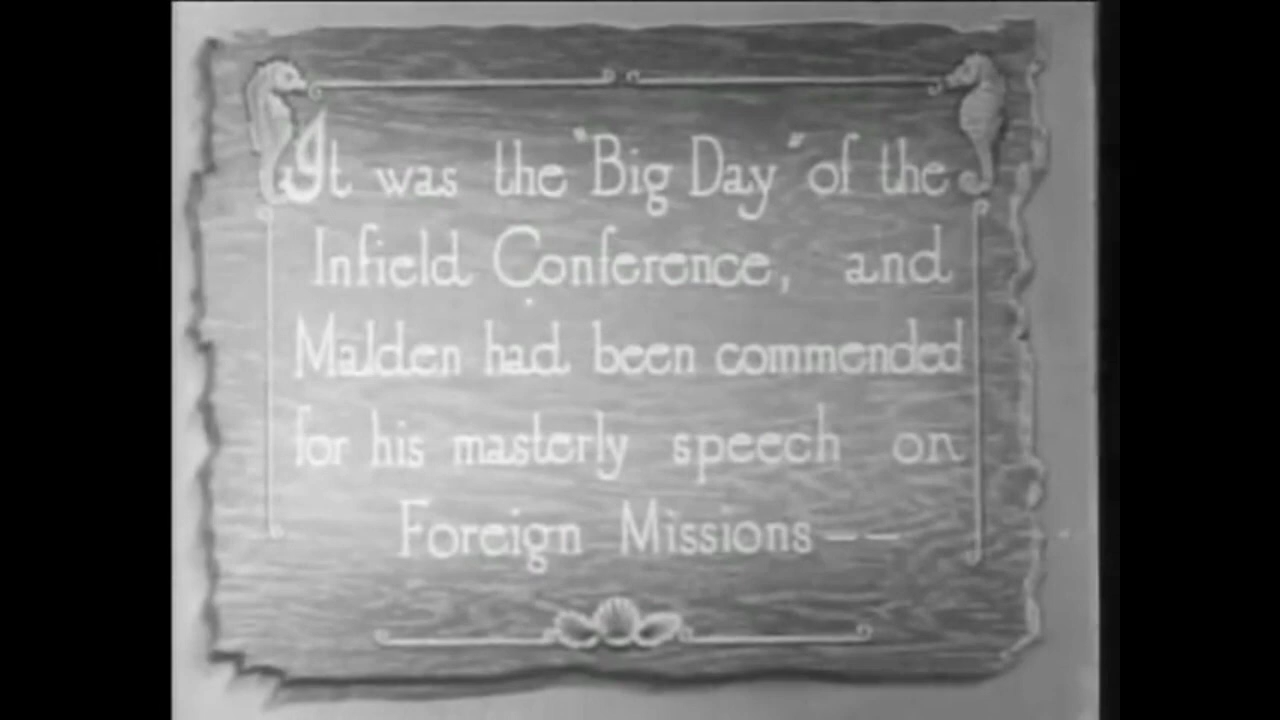 It was the "Big Day" of the
Infield Conference, and
Malden had been commended
for his masterly speech on
Foreign Missions--